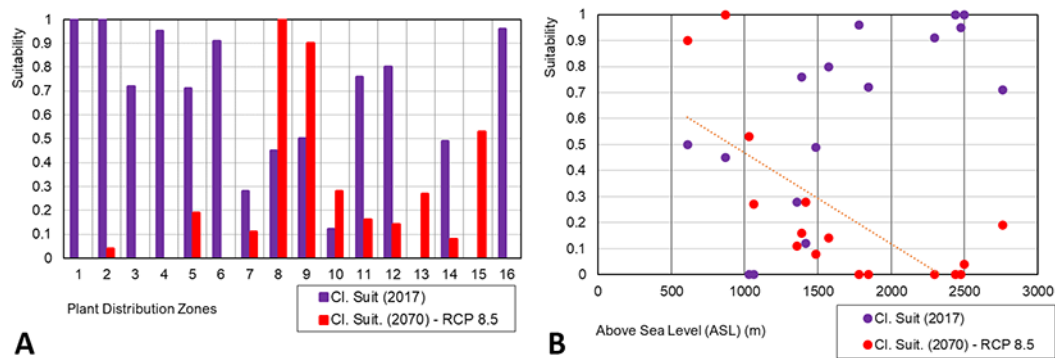 Suitability
1
0.9
0.8
0.7
0.6
0.5
0.4
0.3
0.2
0.1
0
1 2 3 4 5 6 7 8 9 10 11 12 13 14 15 16
Plant Distribution Zones
Cl. Suit (2017)
Cl. Suit. (2070) - RCP 8.5
A
Suitability
1
0.9
0.8
0.7
0.6
0.5
0.4
0.3
0.2
0.1
0
0 500 1000 1500 2000 2500 3000
Above Sea Level (ASL) (m)
Cl. Suit (2017)
Cl. Suit. (2070) - RCP 8.5
B